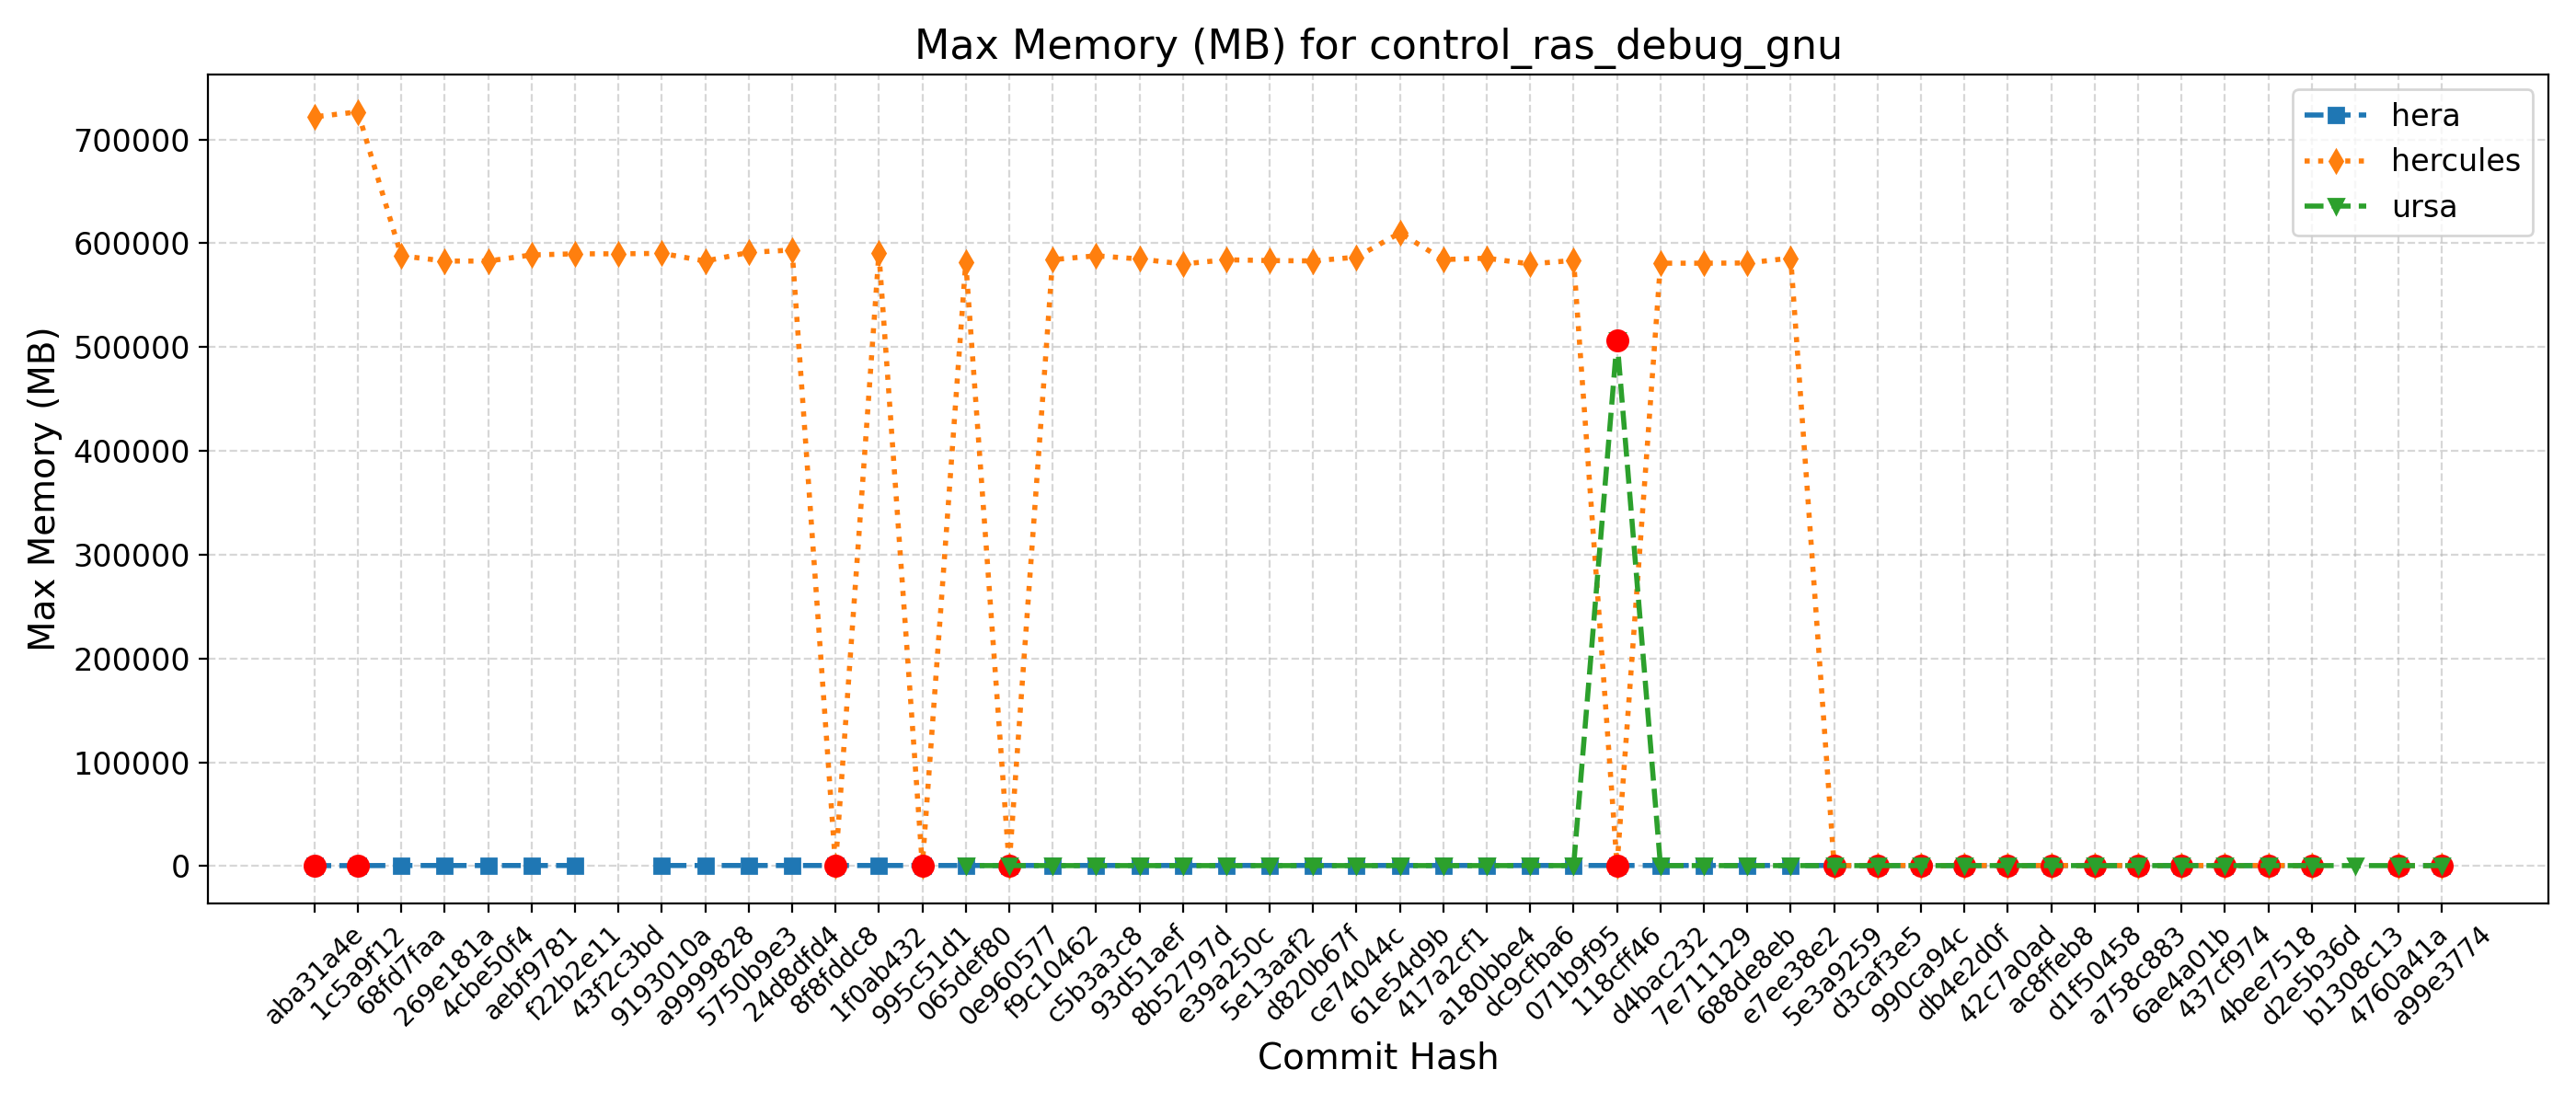 Max Memory (MB) for control_ras_debug_gnu
hera
hercules
ursa
Max Memory (MB)
700000
600000
500000
400000
300000
200000
100000
0
aba31a4e
1c5a9f12
68fd7faa
269e181a
4cbe50f4
aebf9781
f22b2e11
43f2c3bd
9193010a
a9999828
5750b9e3
24d8dfd4
8f8fddc8
1f0ab432
995c51d1
065def80
0e960577
f9c10462
c5b3a3c8
93d51aef
8b52797d
e39a250c
5e13aaf2
d820b67f
ce74044c
61e54d9b
417a2cf1
a180bbe4
dc9cfba6
071b9f95
118cff46
d4bac232
7e711129
688de8eb
e7ee38e2
5e3a9259
d3caf3e5
990ca94c
db4e2d0f
42c7a0ad
ac8ffeb8
d1f50458
a758c883
6ae4a01b
437cf974
4bee7518
d2e5b36d
b1308c13
4760a41a
a99e3774
Commit Hash